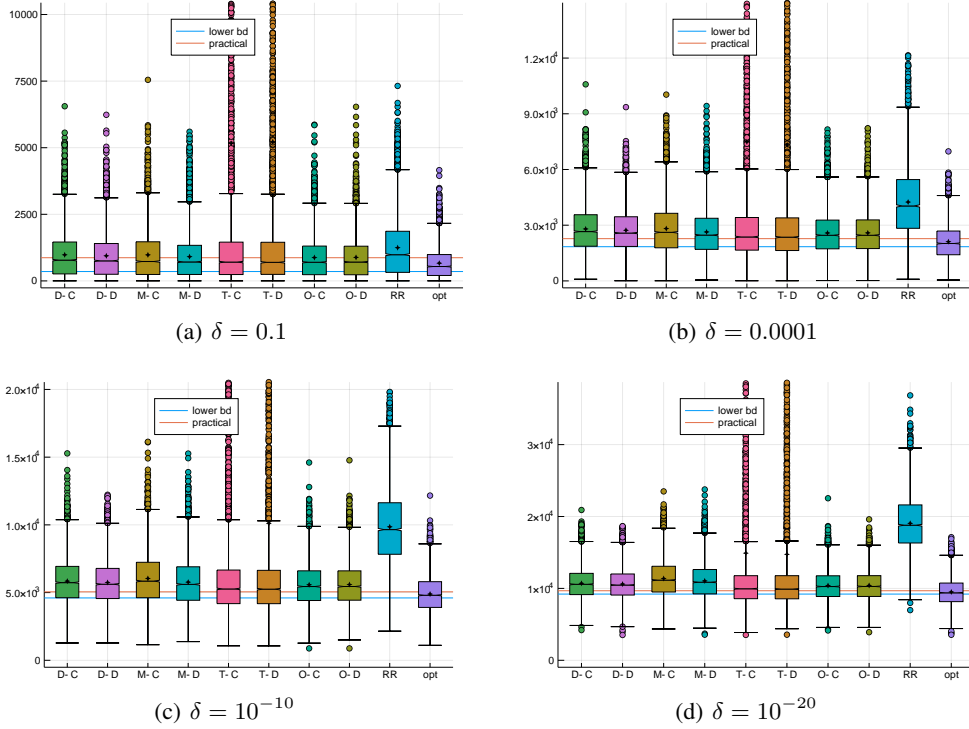 10000
7500
5000
2500
0
lower bd
practical
D- C D- D M- C M- D T- C T- D O- C O- D RR opt
(a) δ = 0.1
1.2×10⁴
9.0×10³
6.0×10³
3.0×10³
0
lower bd
practical
D- C D- D M- C M- D T- C T- D O- C O- D RR opt
(b) δ = 0.0001
2.0×10⁴
1.5×10⁴
1.0×10⁴
5.0×10³
0
lower bd
practical
D- C D- D M- C M- D T- C T- D O- C O- D RR opt
(c) δ = 10⁻¹⁰
3×10⁴
2×10⁴
1×10⁴
0
lower bd
practical
D- C D- D M- C M- D T- C T- D O- C O- D RR opt
(d) δ = 10⁻²⁰